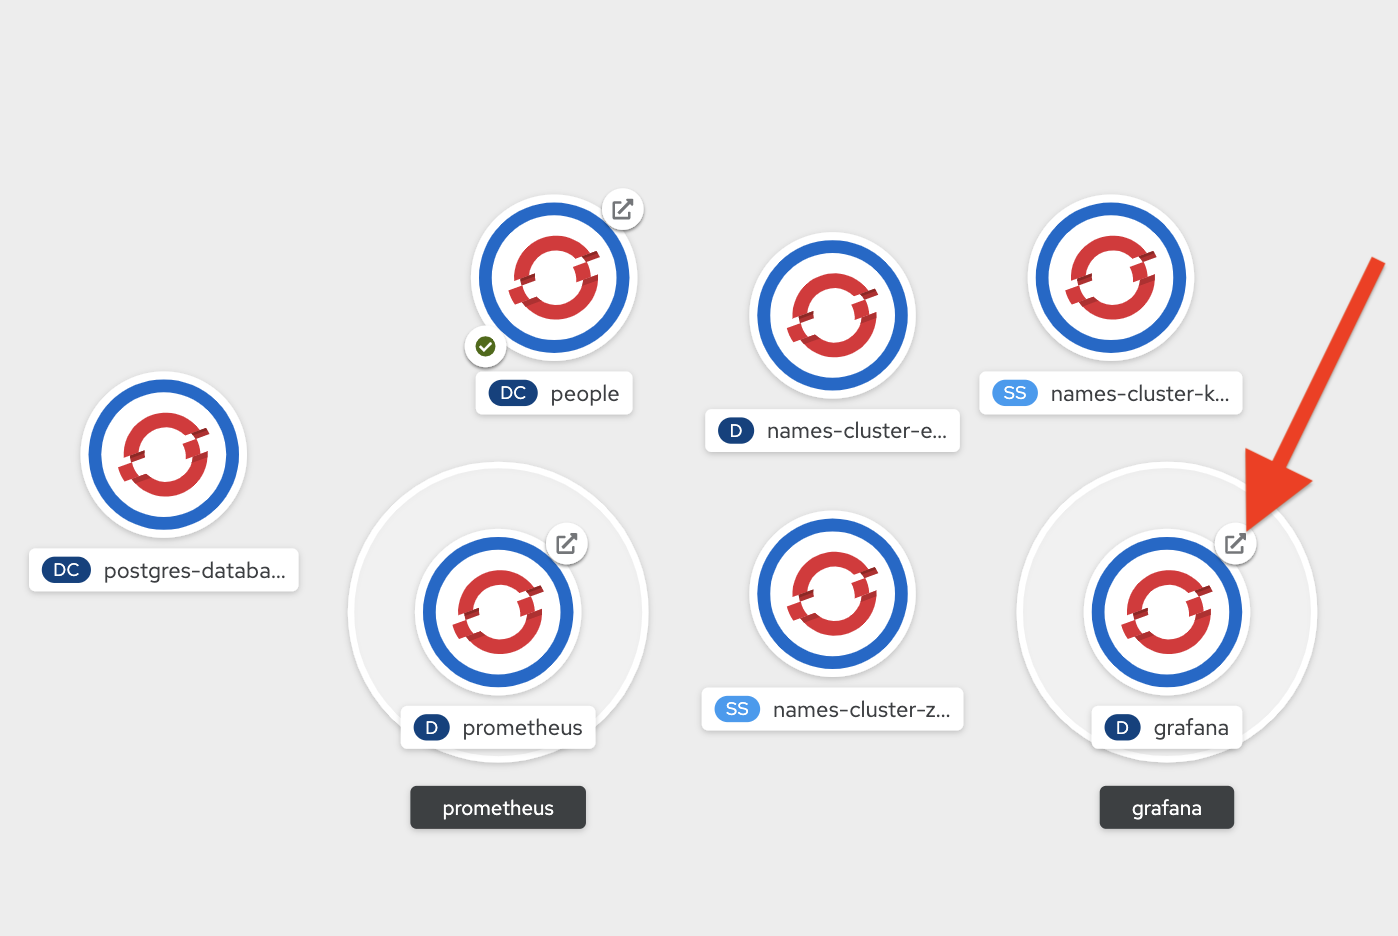 DC people
D names-cluster-e...
SS names-cluster-k...
DC postgres-databa...
D prometheus
SS names-cluster-z...
D grafana
prometheus
grafana